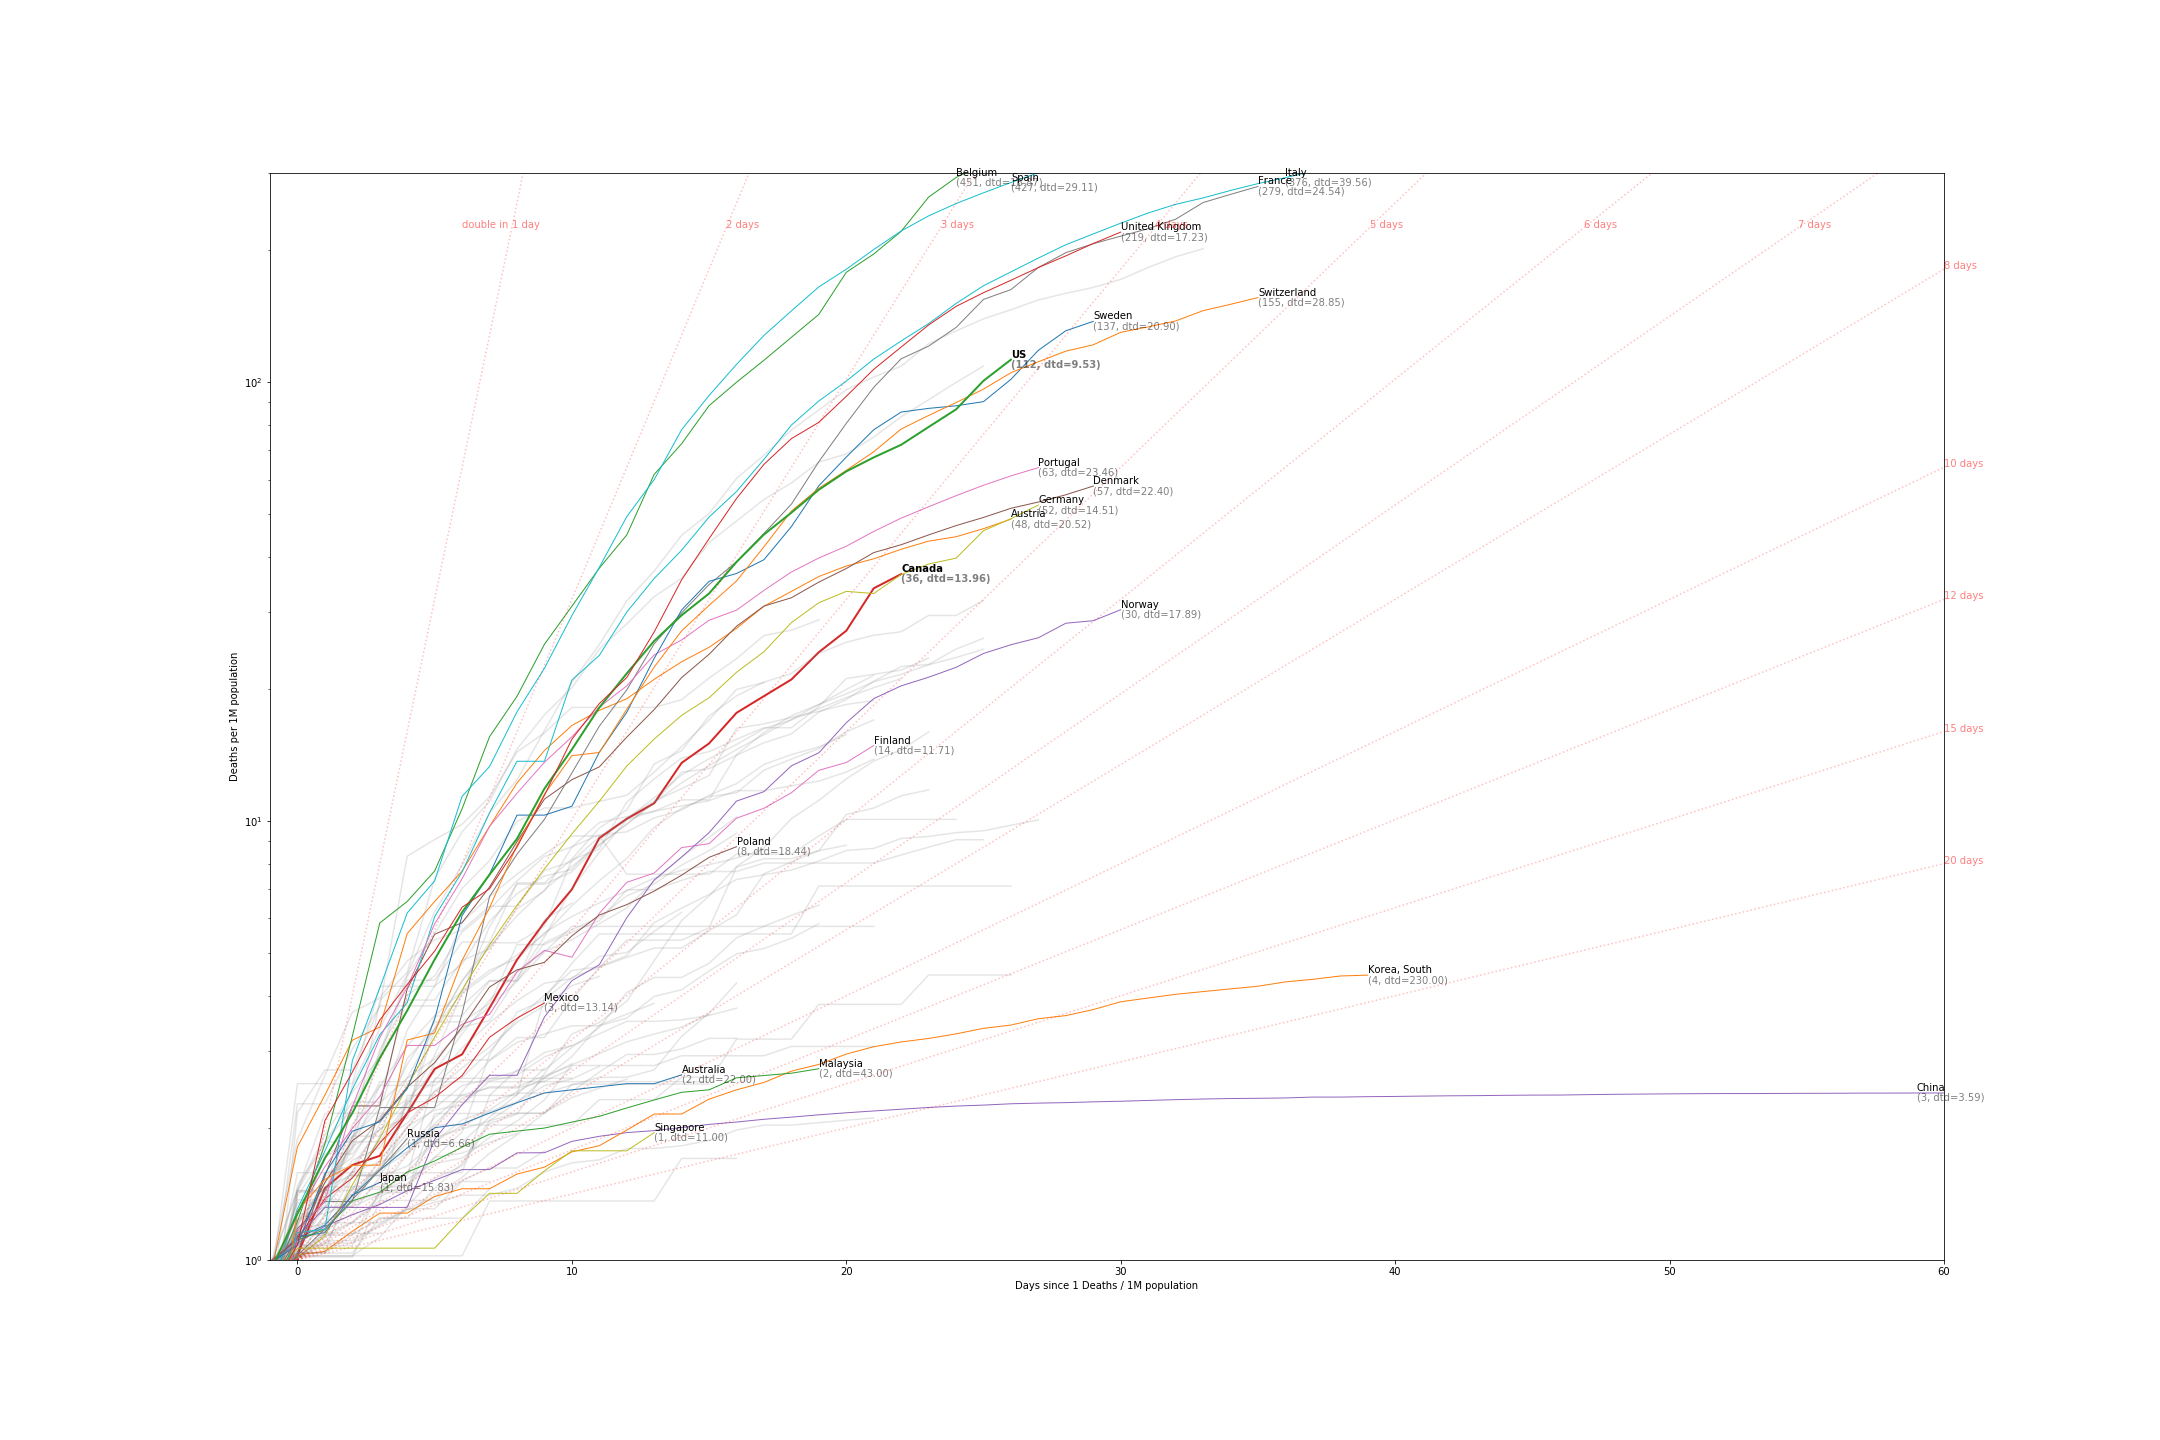 Belgium
(451, dtd=
Spain
(427, dtd=29.11)
Italy
(376, dtd=39.56)
France
(279, dtd=24.54)
double in 1 day
2 days
3 days
United Kingdom
(219, dtd=17.23)
5 days
6 days
7 days
8 days
Switzerland
(155, dtd=28.85)
Sweden
(137, dtd=20.90)
US
(112, dtd=9.53)
10²
Portugal
(63, dtd=23.46)
10 days
Denmark
(57, dtd=22.40)
Germany
(52, dtd=14.51)
Austria
(48, dtd=20.52)
Canada
(36, dtd=13.96)
12 days
Norway
(30, dtd=17.89)
Deaths per 1M population
15 days
Finland
(14, dtd=11.71)
10¹
Poland
(8, dtd=18.44)
20 days
Korea, South
(4, dtd=230.00)
Mexico
(3, dtd=13.14)
Malaysia
(2, dtd=43.00)
Australia
(2, dtd=22.00)
China
(3, dtd=3.59)
Singapore
(1, dtd=11.00)
Russia
(1, dtd=6.66)
Japan
(1, dtd=15.83)
10⁰
0 10 20 30 40 50 60
Days since 1 Deaths / 1M population